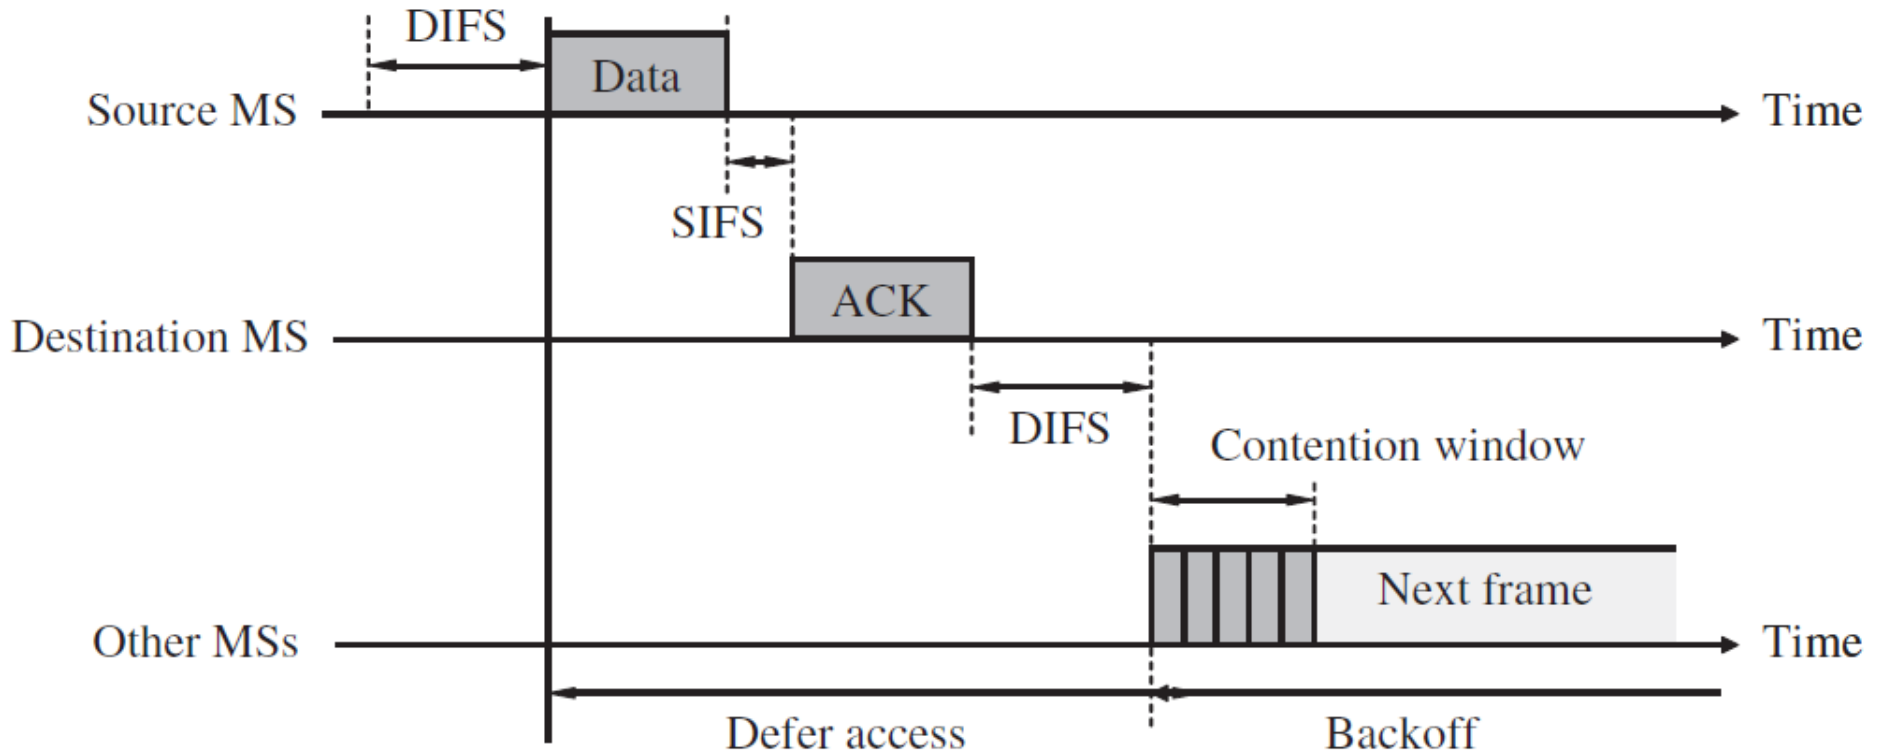 DIFS
Data
Source MS
Time
SIFS
ACK
Destination MS
Time
DIFS
Contention window
Next frame
Other MSs
Time
Defer access
Backoff